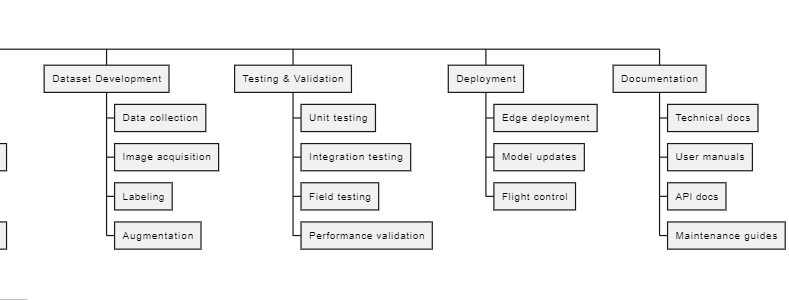 Dataset Development
Data collection
Image acquisition
Labeling
Augmentation
Testing & Validation
Unit testing
Integration testing
Field testing
Performance validation
Deployment
Edge deployment
Model updates
Flight control
Documentation
Technical docs
User manuals
API docs
Maintenance guides